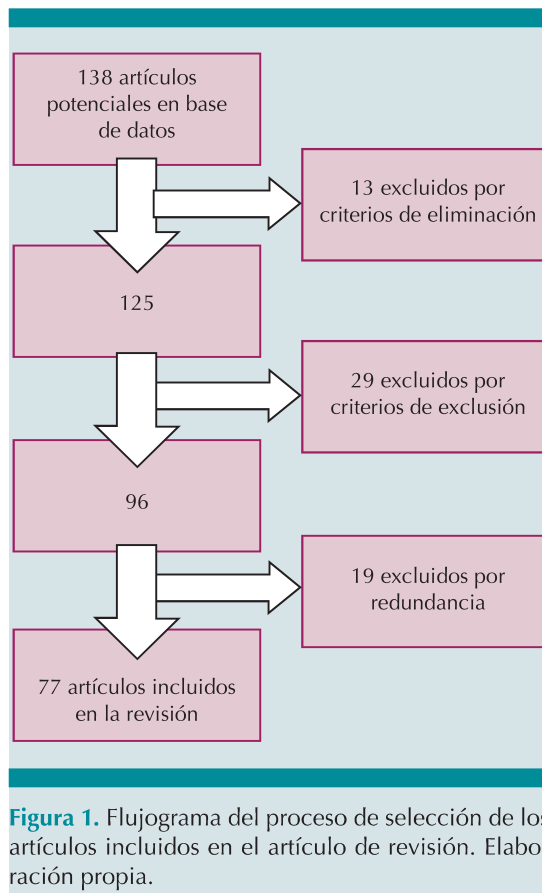 138 artículos
potenciales en base
de datos
13 excluidos por
criterios de eliminación
125
29 excluidos por
criterios de exclusión
96
19 excluidos por
redundancia
77 artículos incluidos
en la revisión
Figura 1. Flujograma del proceso de selección de los
artículos incluidos en el artículo de revisión. Elabo-
ración propia.